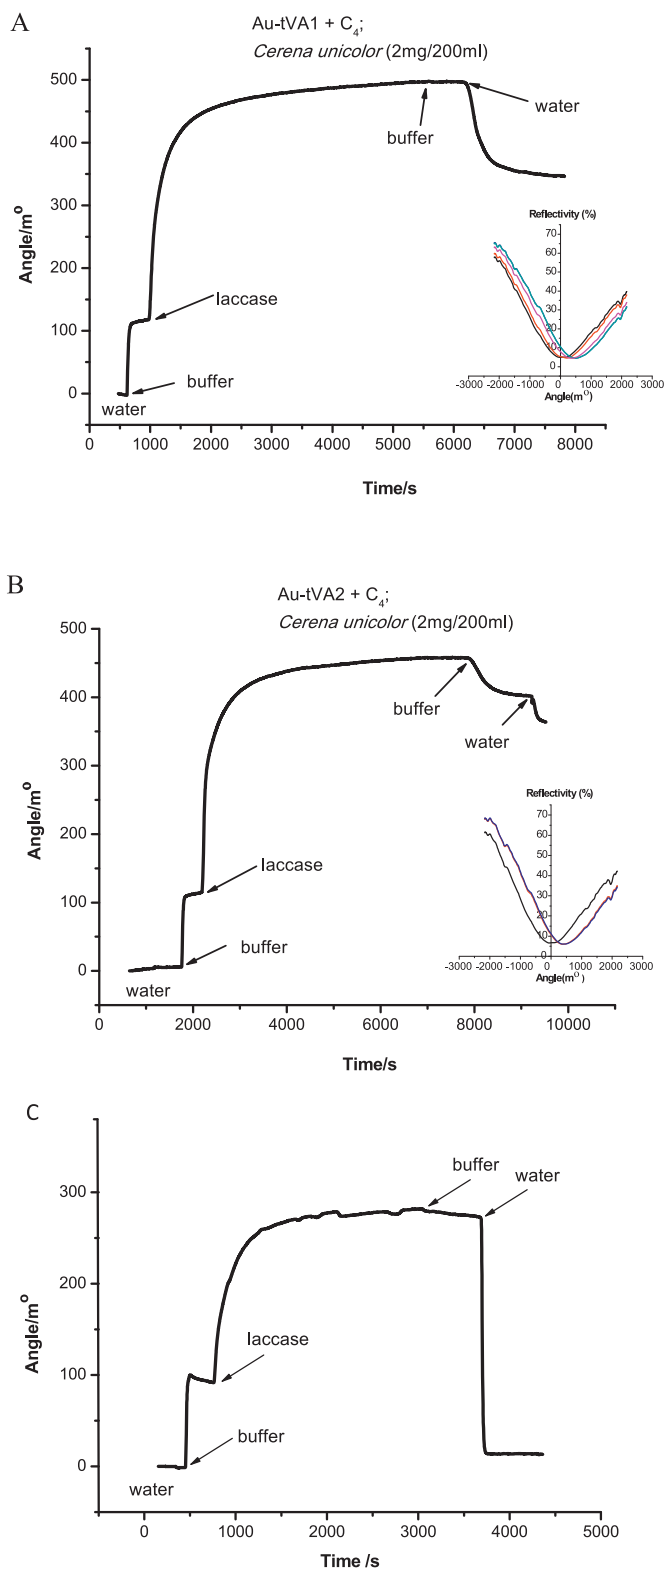 A
Au-tVA1 + C4;
Cerena unicolor (2mg/200ml)
500
400
300
200
100
0
Angle/m⁰
water
buffer
laccase
buffer
water
Reflectivity (%)
70
60
50
40
30
20
10
0
-3000 -2000 -1000 0 1000 2000 3000
Angle(m⁰)
0 1000 2000 3000 4000 5000 6000 7000 8000
Time/s
B
Au-tVA2 + C4;
Cerena unicolor (2mg/200ml)
500
400
300
200
100
0
Angle/m⁰
water
buffer
laccase
buffer
water
Reflectivity (%)
70
60
50
40
30
20
10
0
-3000 -2000 -1000 0 1000 2000 3000
Angle(m⁰)
0 2000 4000 6000 8000 10000
Time/s
C
300
200
100
0
Angle/m⁰
water
buffer
laccase
buffer
water
0 1000 2000 3000 4000 5000
Time /s